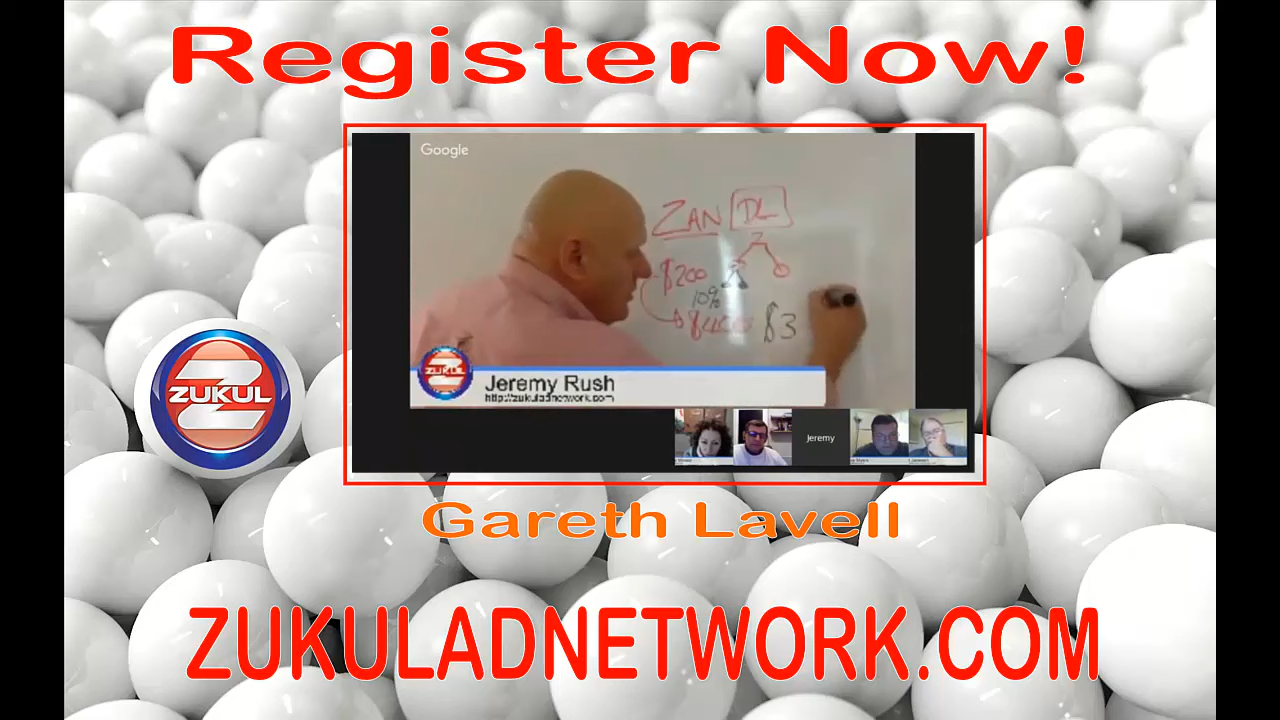 Register Now!
Google
ZAN DL
Z
$200
10%
$3
ZUKUL
ZUKUL
Jeremy Rush
http://zukuladnetwork.com
Jeremy
Gareth Lavell
ZUKULADNETWORK.COM